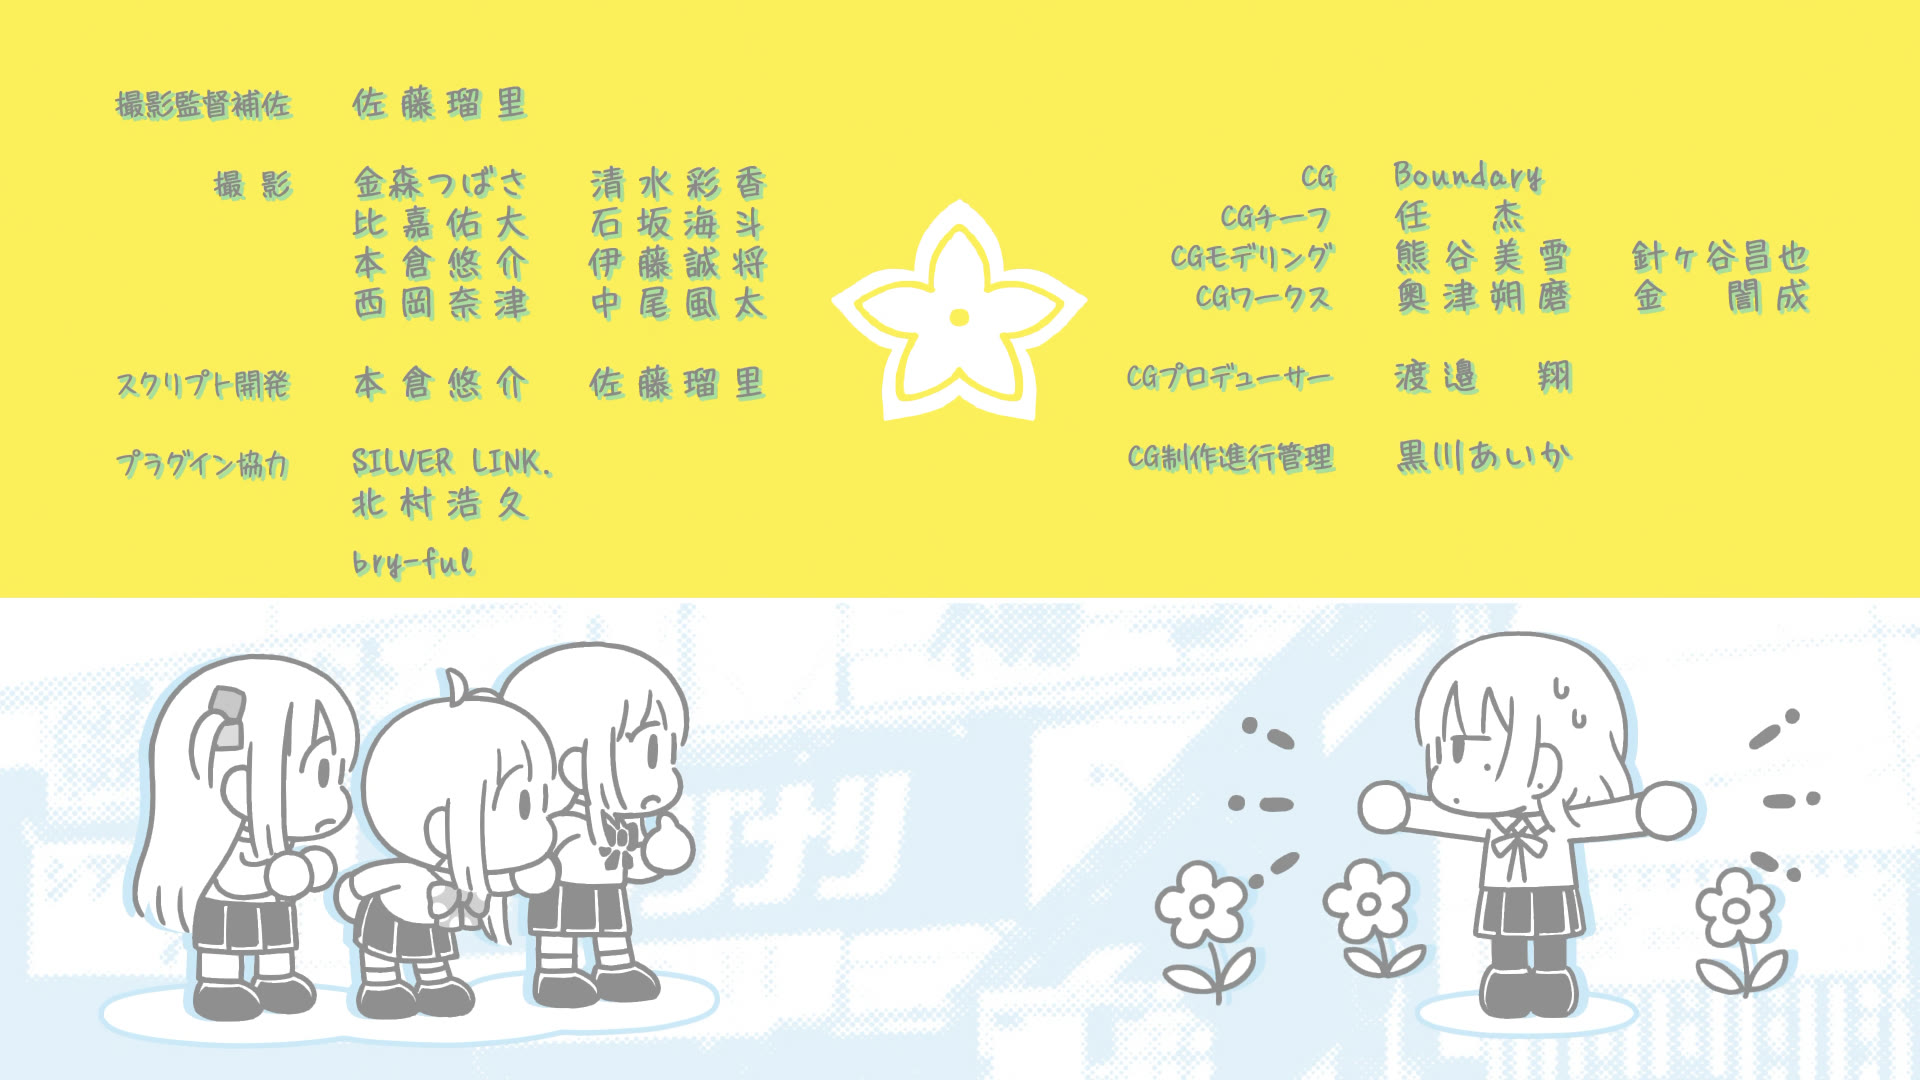 撮影監督補佐 佐藤瑠里
撮影 金森つばさ 清水彩香
比嘉佑大 石坂海斗
本倉悠介 伊藤誠将
西岡奈津 中尾風太
スクリプト開発 本倉悠介 佐藤瑠里
プラグイン協力 SILVER LINK.
北村浩久
bry-ful
CG Boundary
CGチーフ 任杰
CGモデリング 熊谷美雪 針ヶ谷昌也
CGワークス 奥津朔磨 金誾成
CGプロデューサー 渡邉翔
CG制作進行管理 黒川あいか